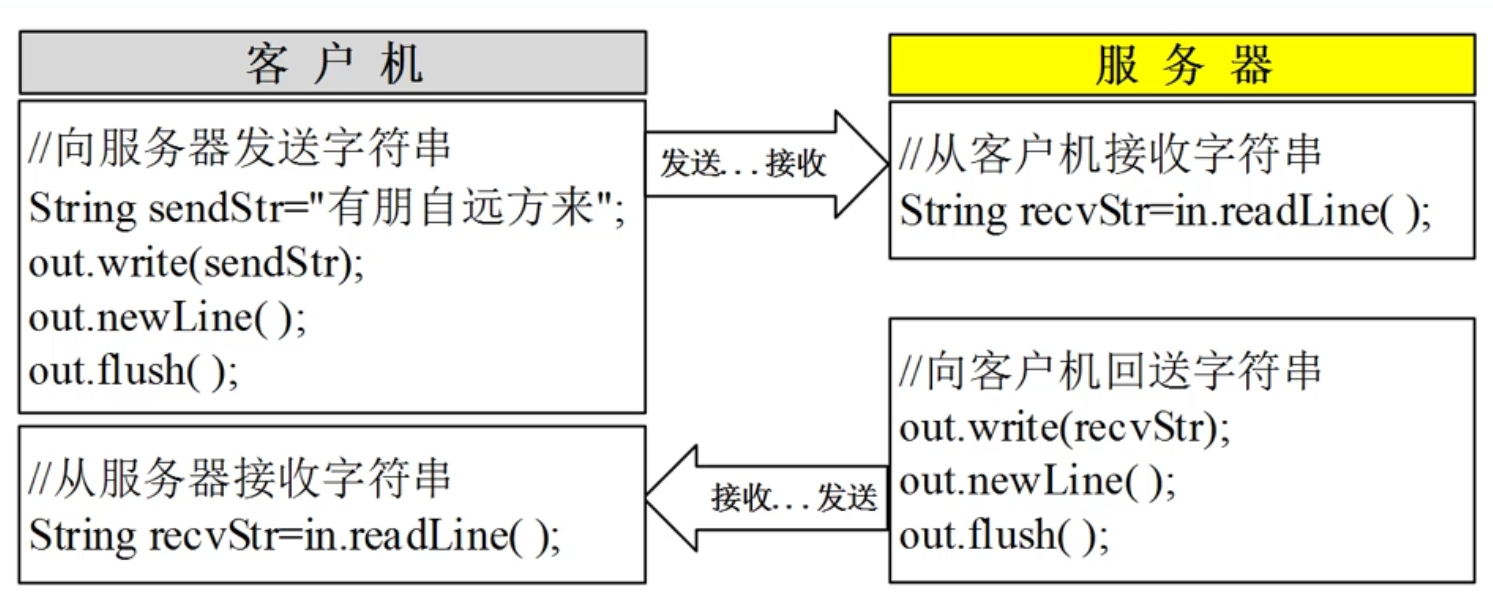 客 户 机
//向服务器发送字符串
String sendStr="有朋自远方来";
out.write(sendStr);
out.newLine( );
out.flush( );
发送...接收
服 务 器
//从客户机接收字符串
String recvStr=in.readLine( );
//向客户机回送字符串
out.write(recvStr);
out.newLine( );
out.flush( );
接收...发送
//从服务器接收字符串
String recvStr=in.readLine( );